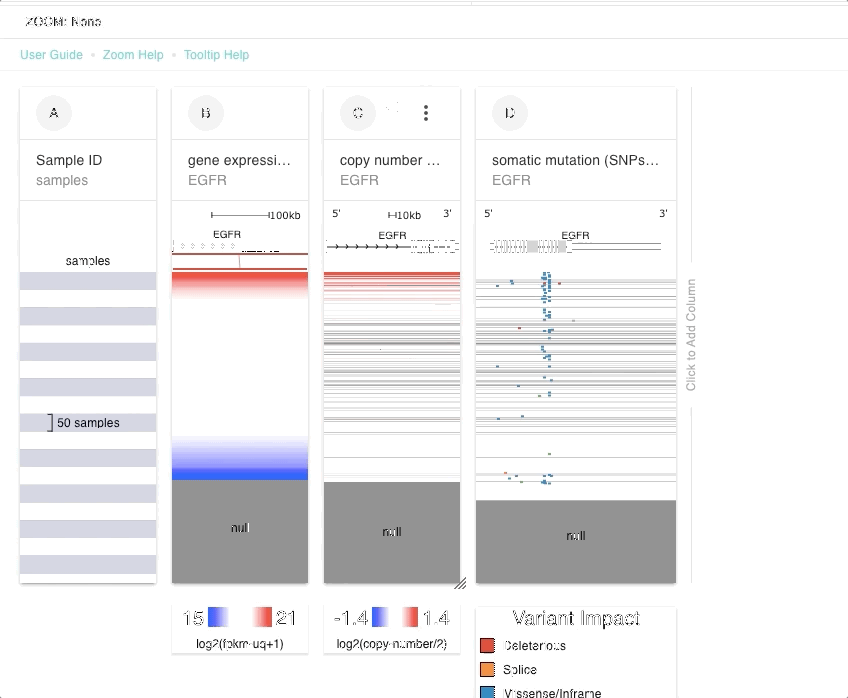 ZOOM: None
User Guide • Zoom Help • Tooltip Help
A
B
C
D
Sample ID
samples
gene expressi...
EGFR
copy number ...
EGFR
somatic mutation (SNPs...
EGFR
100kb
EGFR
5' 10kb 3'
EGFR
5' 3'
EGFR
samples
50 samples
null
null
null
Click to Add Column
15 21
log2(fpkm-uq+1)
-1.4 1.4
log2(copy-number/2)
Variant Impact
Deleterious
Splice
Missense/Inframe